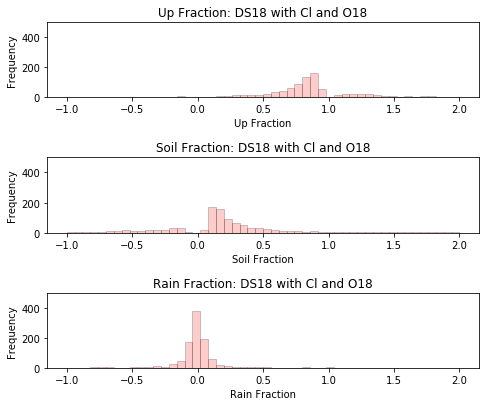 Up Fraction: DS18 with Cl and O18
400
200
0
Frequency
-1.0 -0.5 0.0 0.5 1.0 1.5 2.0
Up Fraction
Soil Fraction: DS18 with Cl and O18
400
200
0
Frequency
-1.0 -0.5 0.0 0.5 1.0 1.5 2.0
Soil Fraction
Rain Fraction: DS18 with Cl and O18
400
200
0
Frequency
-1.0 -0.5 0.0 0.5 1.0 1.5 2.0
Rain Fraction